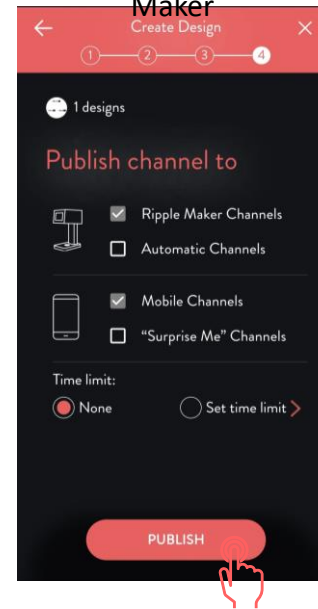 Maker
Create Design
1 2 3 4
1 designs
Publish channel to
Ripple Maker Channels
Automatic Channels
Mobile Channels
“Surprise Me” Channels
Time limit:
None Set time limit
PUBLISH